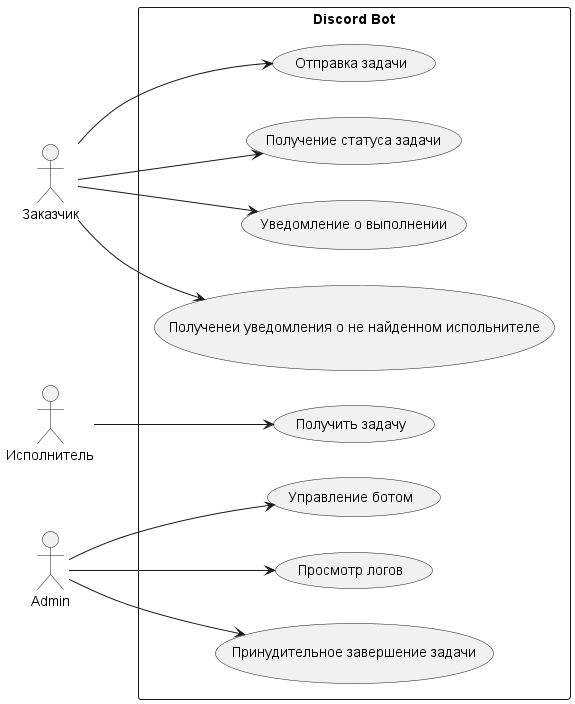 Discord Bot
Отправка задачи
Получение статуса задачи
Заказчик
Уведомление о выполнении
Полученеи уведомления о не найденном испольнителе
Получить задачу
Исполнитель
Управление ботом
Просмотр логов
Admin
Принудительное завершение задачи